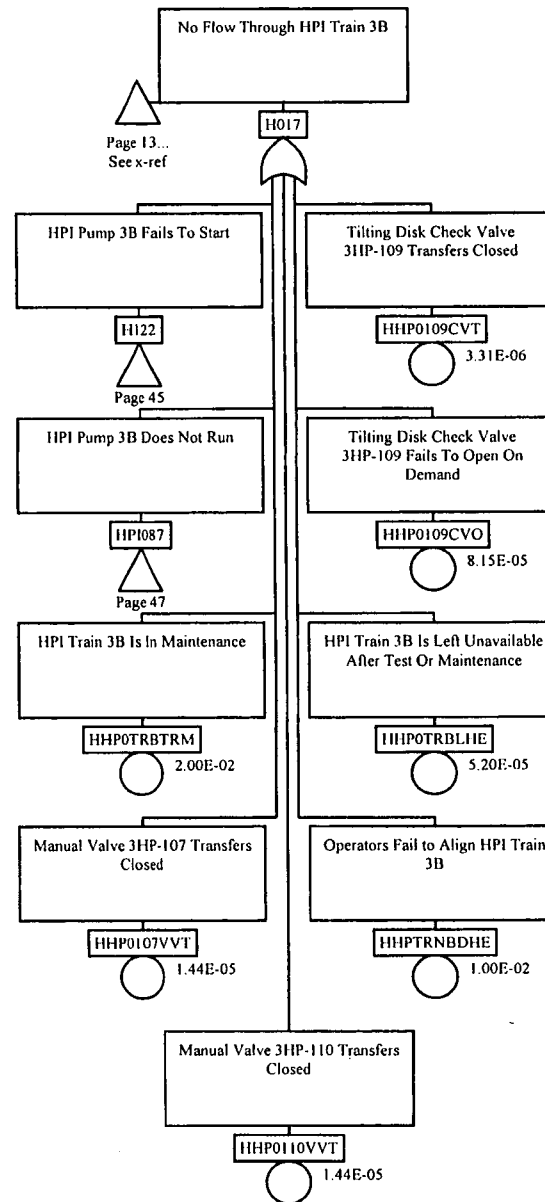 No Flow Through HPI Train 3B
Page 13...
See x-ref
H017
HPI Pump 3B Fails To Start
H122
Page 45
Tilting Disk Check Valve
3HP-109 Transfers Closed
HHP0109CVT
3.31E-06
HPI Pump 3B Does Not Run
HPI087
Page 47
Tilting Disk Check Valve
3HP-109 Fails To Open On
Demand
HHP0109CVO
8.15E-05
HPI Train 3B Is In Maintenance
HHP0TRBTRM
2.00E-02
HPI Train 3B Is Left Unavailable
After Test Or Maintenance
HHP0TRBLHE
5.20E-05
Manual Valve 3HP-107 Transfers
Closed
HHP0107VVT
1.44E-05
Operators Fail to Align HPI Train
3B
HHPTRNBDHE
1.00E-02
Manual Valve 3HP-110 Transfers
Closed
HHP0110VVT
1.44E-05